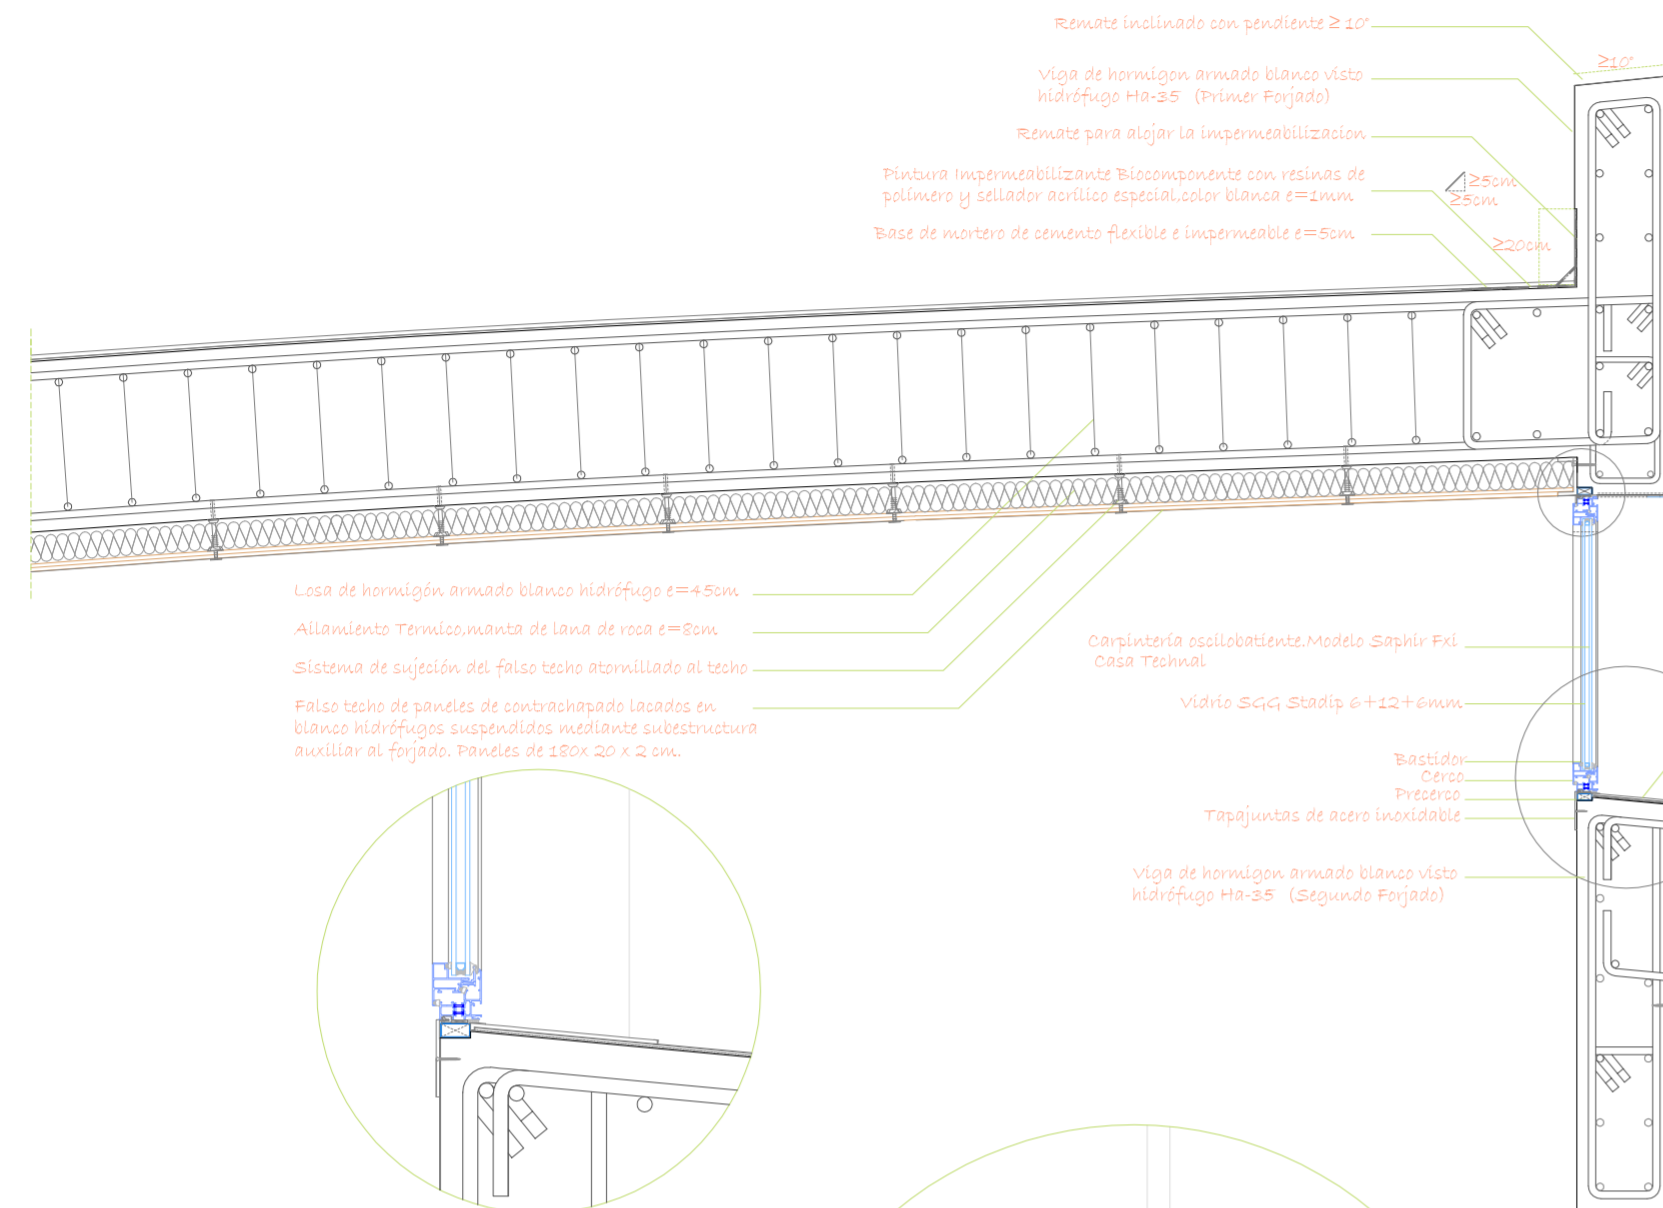 Remate inclinado con pendiente ≥ 10°
≥10°
Viga de hormigon armado blanco visto
hidrófugo Ha-35 (Primer Forjado)
Remate para alojar la impermeabilizacion
Pintura Impermeabilizante Biocomponente con resinas de
polímero y sellador acrílico especial,color blanca e=1mm
≥5cm
≥5cm
Base de mortero de cemento flexible e impermeable e=5cm
≥20cm
Losa de hormigón armado blanco hidrófugo e=45cm
Ailamiento Termico,manta de lana de roca e=8cm
Sistema de sujeción del falso techo atornillado al techo
Falso techo de paneles de contrachapado lacados en
blanco hidrófugos suspendidos mediante subestructura
auxiliar al forjado. Paneles de 180x 20 x 2 cm.
Carpintería oscilobatiente.Modelo Saphir Fxi
Casa Technal
Vidrio SGG Stadip 6+12+6mm
Bastidor
Cerco
Precerco
Tapajuntas de acero inoxidable
Viga de hormigon armado blanco visto
hidrófugo Ha-35 (Segundo Forjado)